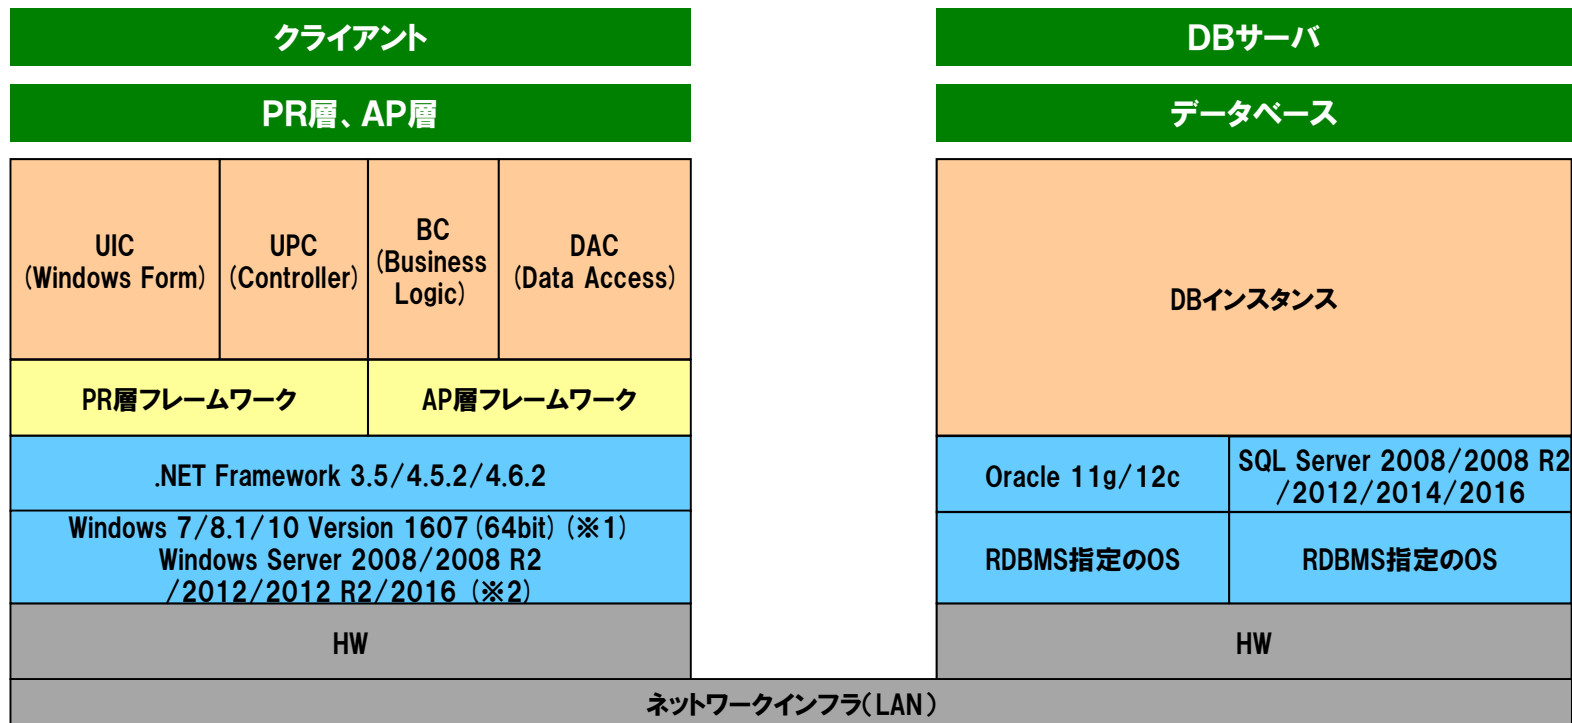 クライアント
DBサーバ
PR層、AP層
データベース
UIC
(Windows Form)
UPC
(Controller)
BC
(Business
Logic)
DAC
(Data Access)
DBインスタンス
PR層フレームワーク
AP層フレームワーク
.NET Framework 3.5/4.5.2/4.6.2
Oracle 11g/12c
SQL Server 2008/2008 R2
/2012/2014/2016
Windows 7/8.1/10 Version 1607(64bit)(※1)
Windows Server 2008/2008 R2
/2012/2012 R2/2016 (※2)
RDBMS指定のOS
RDBMS指定のOS
HW
HW
ネットワークインフラ(LAN)